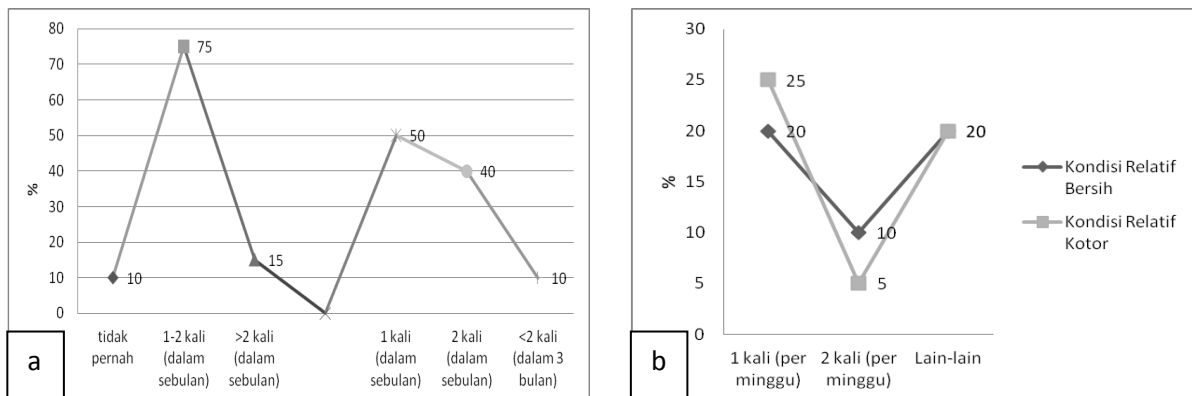 80
70
60
50
40
30
20
10
0
%
75
10
15
50
40
10
tidak
pernah
1-2 kali
(dalam
sebulan)
>2 kali
(dalam
sebulan)
1 kali
(dalam
sebulan)
2 kali
(dalam
sebulan)
<2 kali
(dalam 3
bulan)
a
30
25
20
15
10
5
0
%
25
20
10
5
20
1 kali (per
minggu)
2 kali (per
minggu)
Lain-lain
Kondisi Relatif
Bersih
Kondisi Relatif
Kotor
b